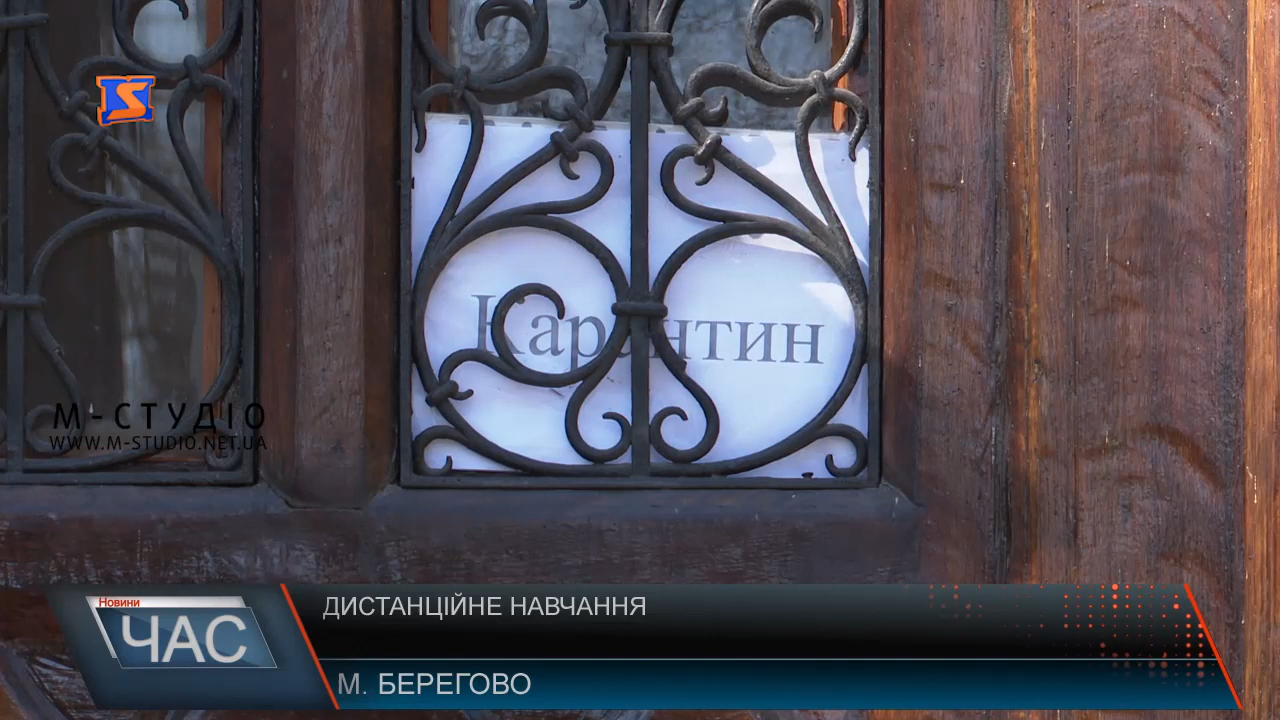 Карантин
М-СТУДІО
WWW.M-STUDIO.NET.UA
Новини
ЧАС
ДИСТАНЦІЙНЕ НАВЧАННЯ
М. БЕРЕГОВО